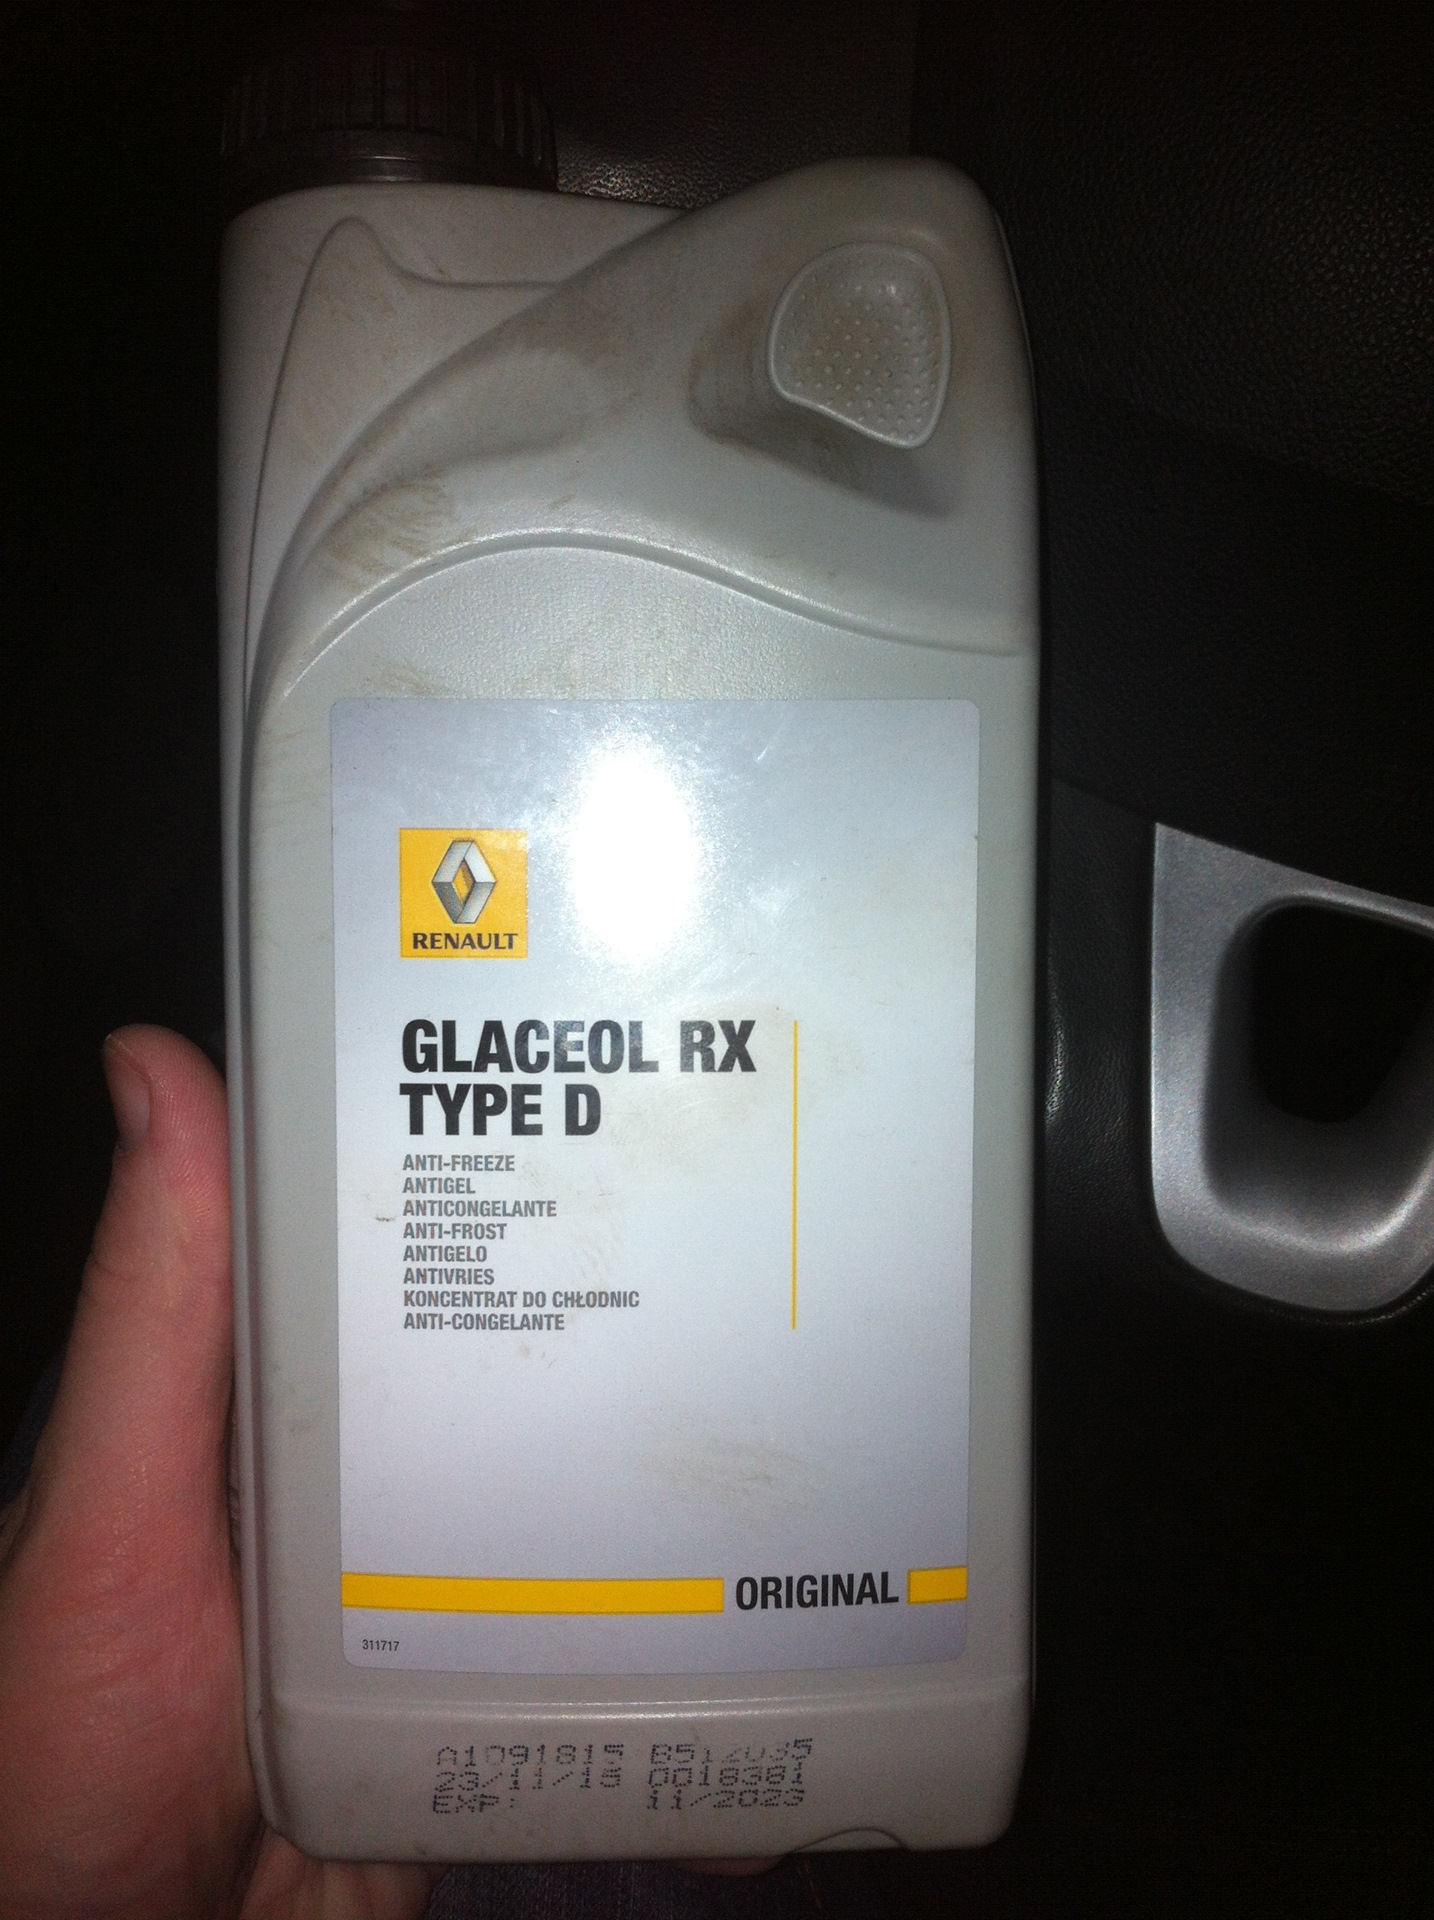 RENAULT
GLACEOL RX
TYPE D
ANTI-FREEZE
ANTIGEL
ANTICONGELANTE
ANTI-FROST
ANTIGELO
ANTIVRIES
KONCENTRAT DO CHŁODNIC
ANTI-CONGELANTE
ORIGINAL
311717
A1091815
23/11/15 0018381
EXP: 11/2023